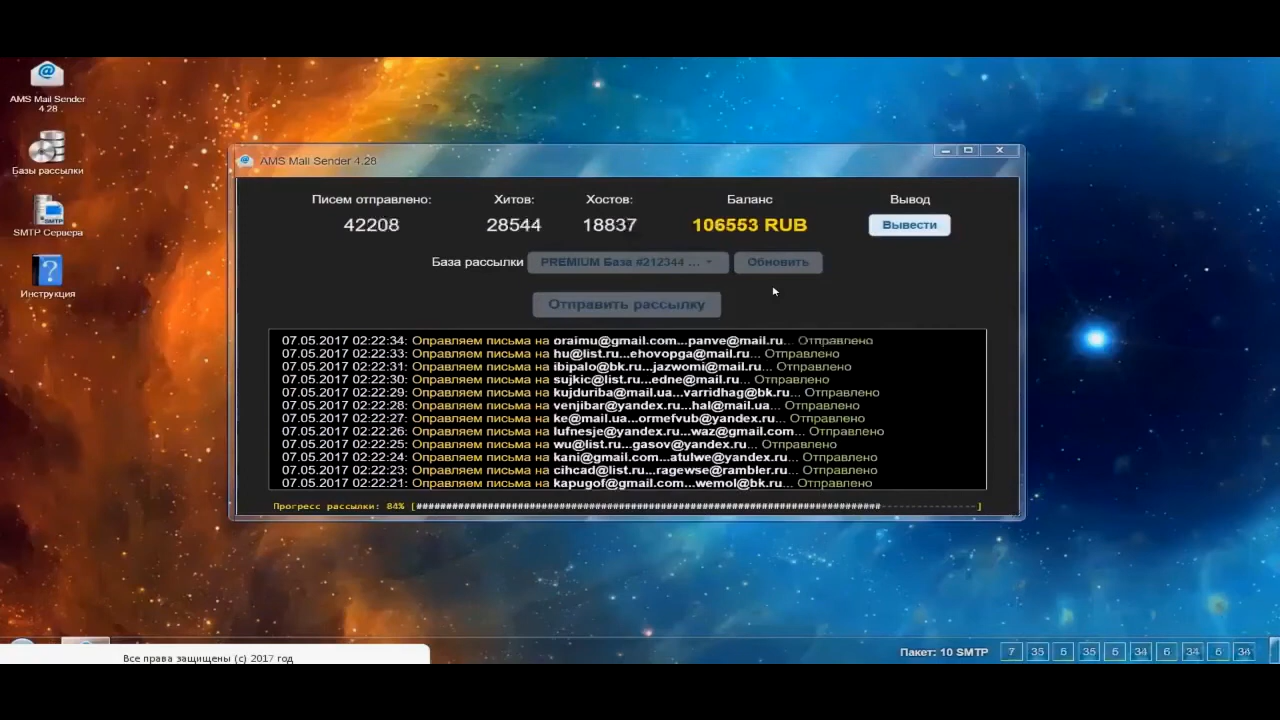 AMS Mail Sender
4.28
Базы рассылки
SMTP
SMTP Сервера
?
Инструкция
AMS Mail Sender 4.28
Писем отправлено: Хитов: Хостов: Баланс Вывод
42208 28544 18837 106553 RUB Вывести
База рассылки PREMIUM База #212344 ... Обновить
Отправить рассылку
07.05.2017 02:22:34: Оправляем письма на oraimu@gmail.com...panve@mail.ru... Отправлено
07.05.2017 02:22:33: Оправляем письма на hu@list.ru...ehovopga@mail.ru... Отправлено
07.05.2017 02:22:31: Оправляем письма на ibipalo@bk.ru...jazwomi@mail.ru... Отправлено
07.05.2017 02:22:30: Оправляем письма на sujkic@list.ru...edne@mail.ru... Отправлено
07.05.2017 02:22:29: Оправляем письма на kujduriba@mail.ua...varridhag@bk.ru... Отправлено
07.05.2017 02:22:28: Оправляем письма на venjibar@yandex.ru...hal@mail.ua... Отправлено
07.05.2017 02:22:27: Оправляем письма на ke@mail.ua...ormefvub@yandex.ru... Отправлено
07.05.2017 02:22:26: Оправляем письма на lufnesje@yandex.ru...waz@gmail.com... Отправлено
07.05.2017 02:22:25: Оправляем письма на wu@list.ru...gasov@yandex.ru... Отправлено
07.05.2017 02:22:24: Оправляем письма на kani@gmail.com...atulwe@yandex.ru... Отправлено
07.05.2017 02:22:23: Оправляем письма на cihcad@list.ru...ragewse@rambler.ru... Отправлено
07.05.2017 02:22:21: Оправляем письма на kapugof@gmail.com...wemol@bk.ru... Отправлено
Прогресс рассылки: 84%
Все права защищены (с) 2017 год
Пакет: 10 SMTP 7 35 6 35 6 34 6 34 6 34